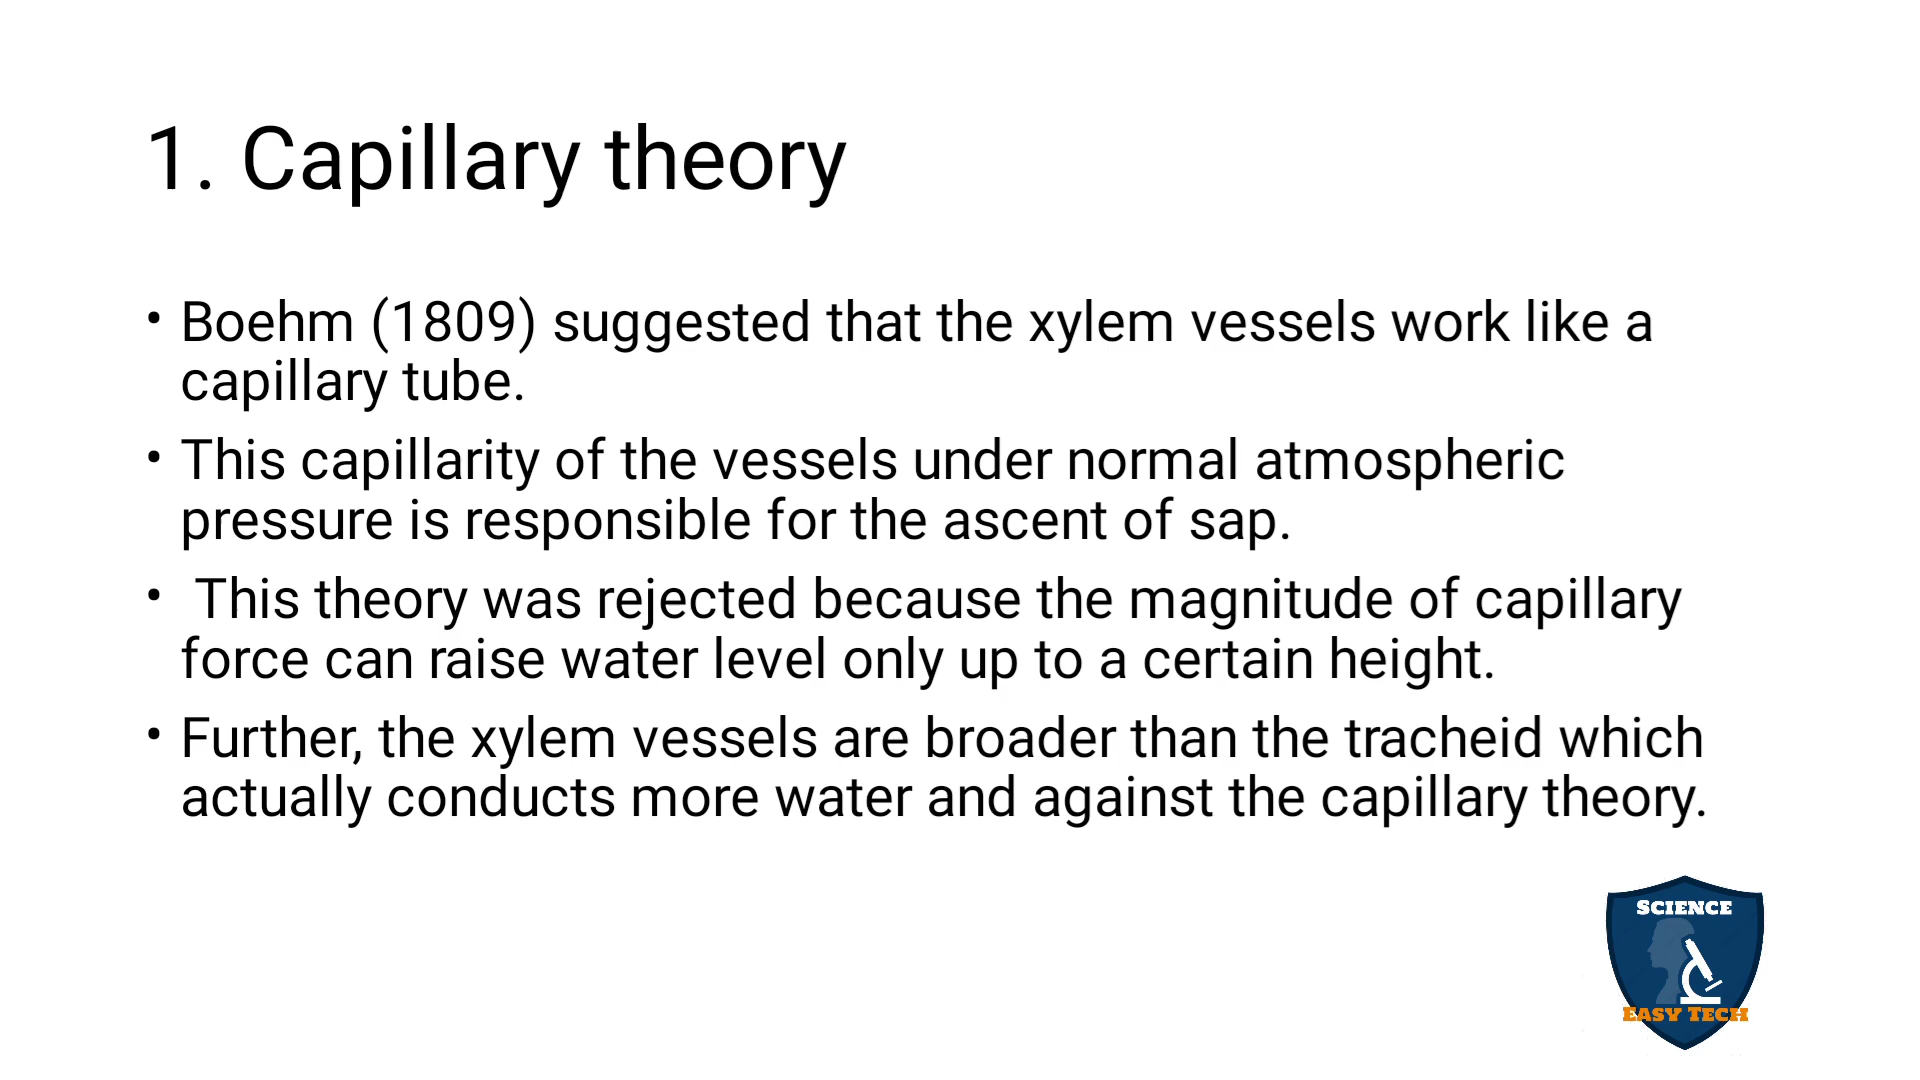 1. Capillary theory
• Boehm (1809) suggested that the xylem vessels work like a
capillary tube.
• This capillarity of the vessels under normal atmospheric
pressure is responsible for the ascent of sap.
• This theory was rejected because the magnitude of capillary
force can raise water level only up to a certain height.
• Further, the xylem vessels are broader than the tracheid which
actually conducts more water and against the capillary theory.
SCIENCE
EASY TECH